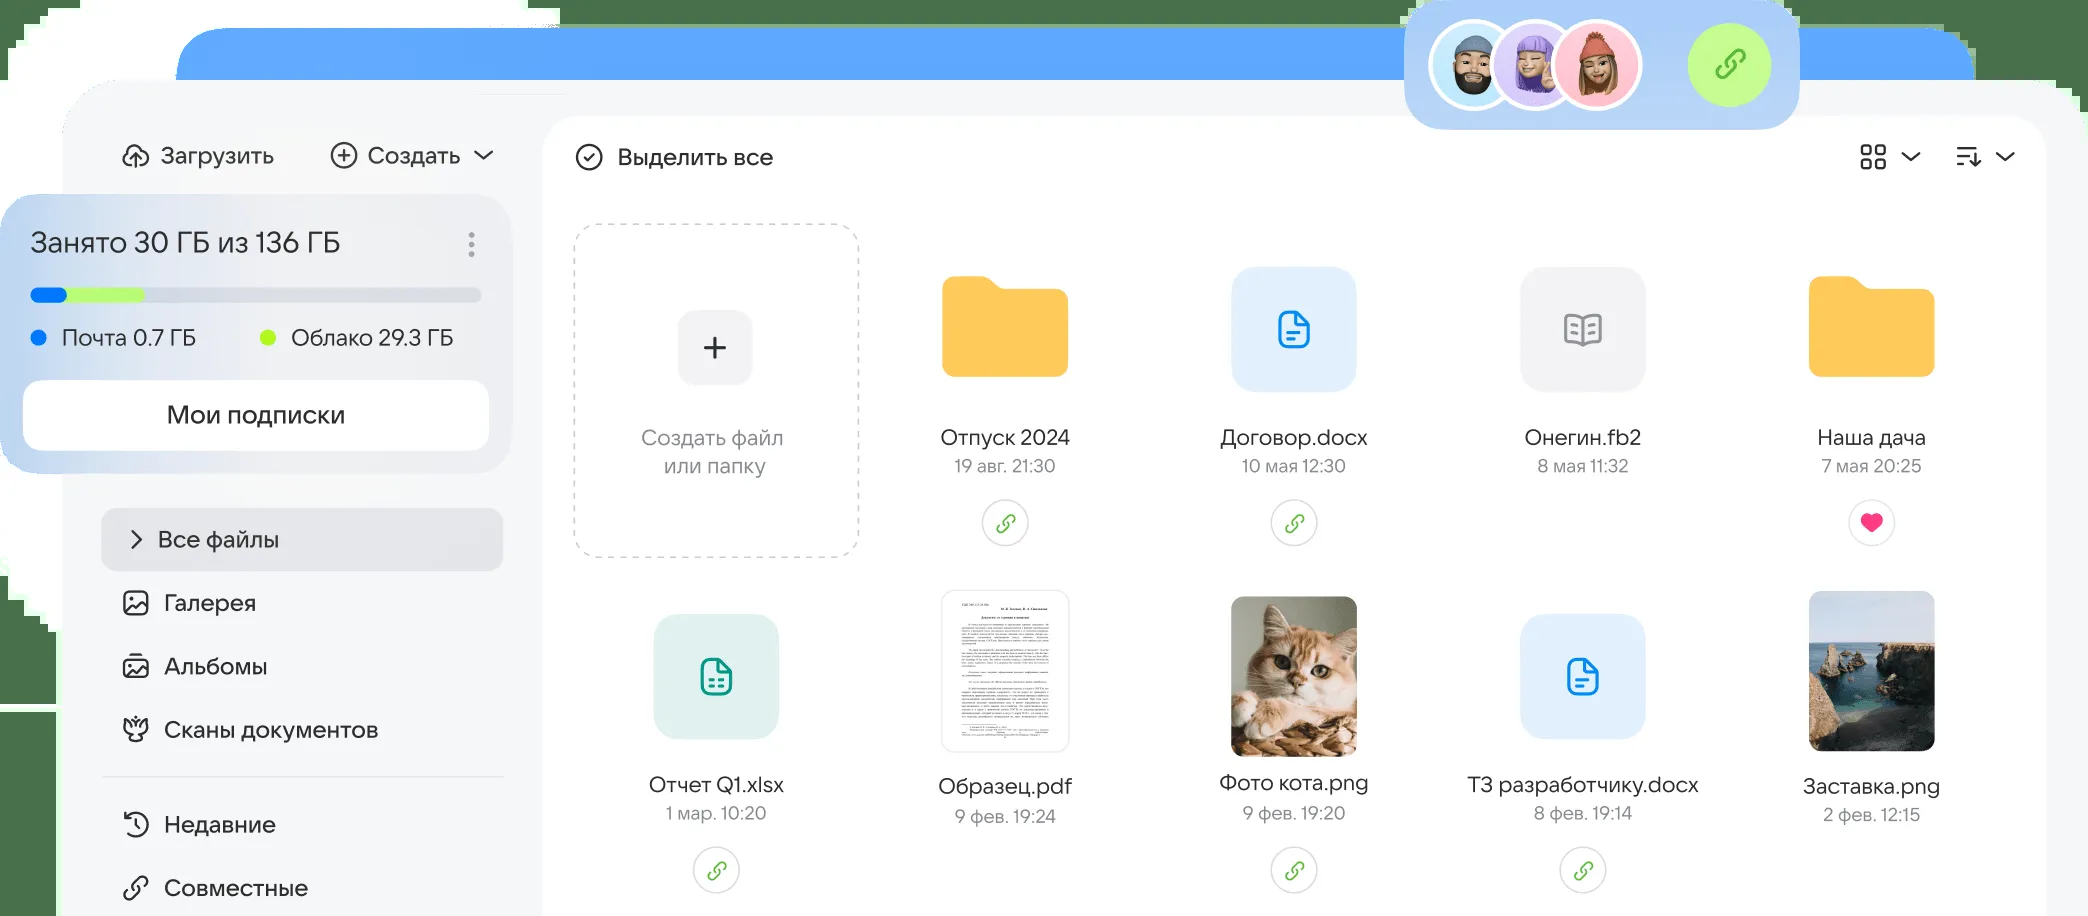 Загрузить
Создать
Выделить все
Занято 30 ГБ из 136 ГБ
Почта 0.7 ГБ
Облако 29.3 ГБ
Мои подписки
Все файлы
Галерея
Альбомы
Сканы документов
Недавние
Совместные
Создать файл
или папку
Отпуск 2024
19 авг. 21:30
Договор.docx
10 мая 12:30
Онегин.fb2
8 мая 11:32
Наша дача
7 мая 20:25
Отчет Q1.xlsx
1 мар. 10:20
Образец.pdf
9 фев. 19:24
Фото кота.png
9 фев. 19:20
ТЗ разработчику.docx
8 фев. 19:14
Заставка.png
2 фев. 12:15